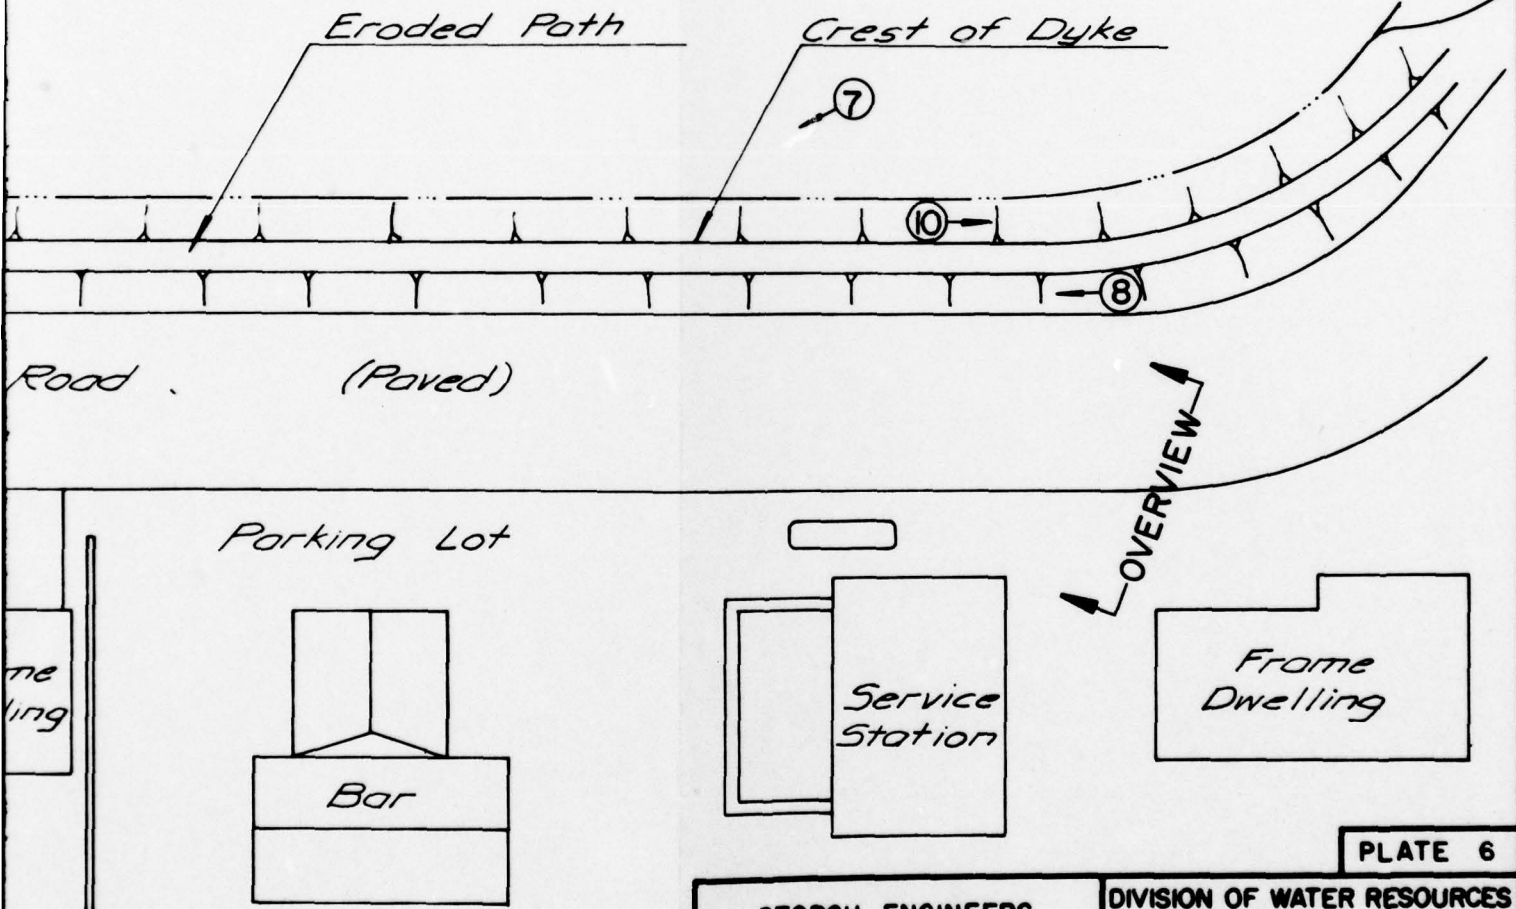 Eroded Path
Crest of Dyke
7
10
8
Road
(Paved)
OVERVIEW
Parking Lot
Service
Station
Frame
Dwelling
Bar
PLATE 6
ENGINEERS
DIVISION OF WATER RESOURCES